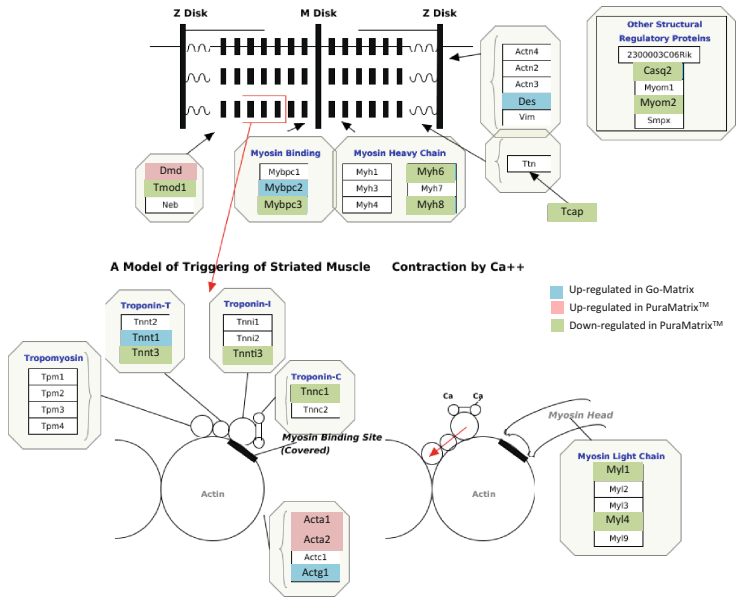 Z Disk
M Disk
Z Disk
Other Structural
Regulatory Proteins
2300003C06Rik
Casq2
Myom1
Myom2
Smpx
Actn4
Actn2
Actn3
Des
Vim
Ttn
Tcap
Dmd
Tmod1
Neb
Myosin Binding
Mybpc1
Mybpc2
Mybpc3
Myosin Heavy Chain
Myh1
Myh3
Myh4
Myh6
Myh7
Myh8
A Model of Triggering of Striated Muscle Contraction by Ca++
Up-regulated in Go-Matrix
Up-regulated in PuraMatrix™
Down-regulated in PuraMatrix™
Troponin-T
Tnnt2
Tnnt1
Tnnt3
Troponin-I
Tnni1
Tnni2
Tnnti3
Tropomyosin
Tpm1
Tpm2
Tpm3
Tpm4
Troponin-C
Tnnc1
Tnnc2
Myosin Binding Site
(Covered)
Actin
Acta1
Acta2
Actc1
Actg1
Ca
Ca
Myosin Head
Actin
Myosin Light Chain
Myl1
Myl2
Myl3
Myl4
Myl9